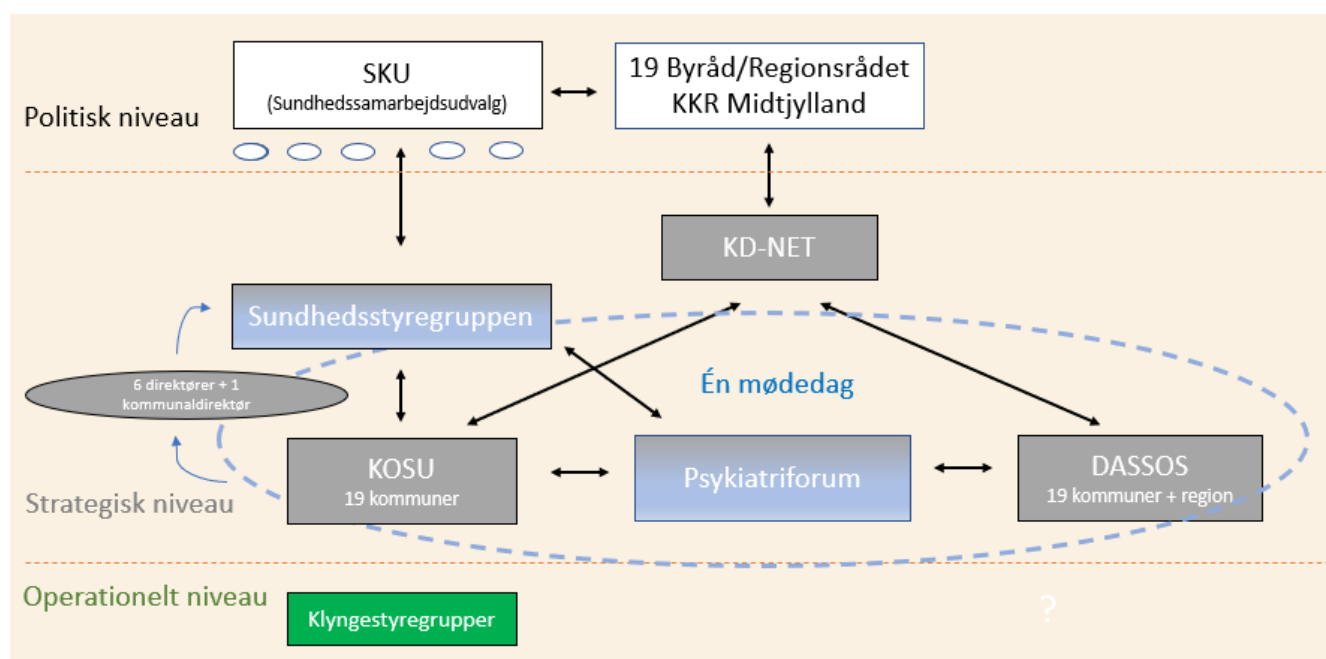 SKU
(Sundhedssamarbejdsudvalg)
19 Byråd/Regionsrådet
KKR Midtjylland
Politisk niveau
KD-NET
Sundhedsstyregruppen
6 direktører + 1
kommunaldirektør
Én mødedag
KOSU
19 kommuner
Psykiatriforum
DASSOS
19 kommuner + region
Strategisk niveau
Operationelt niveau
Klyngestyregrupper
?